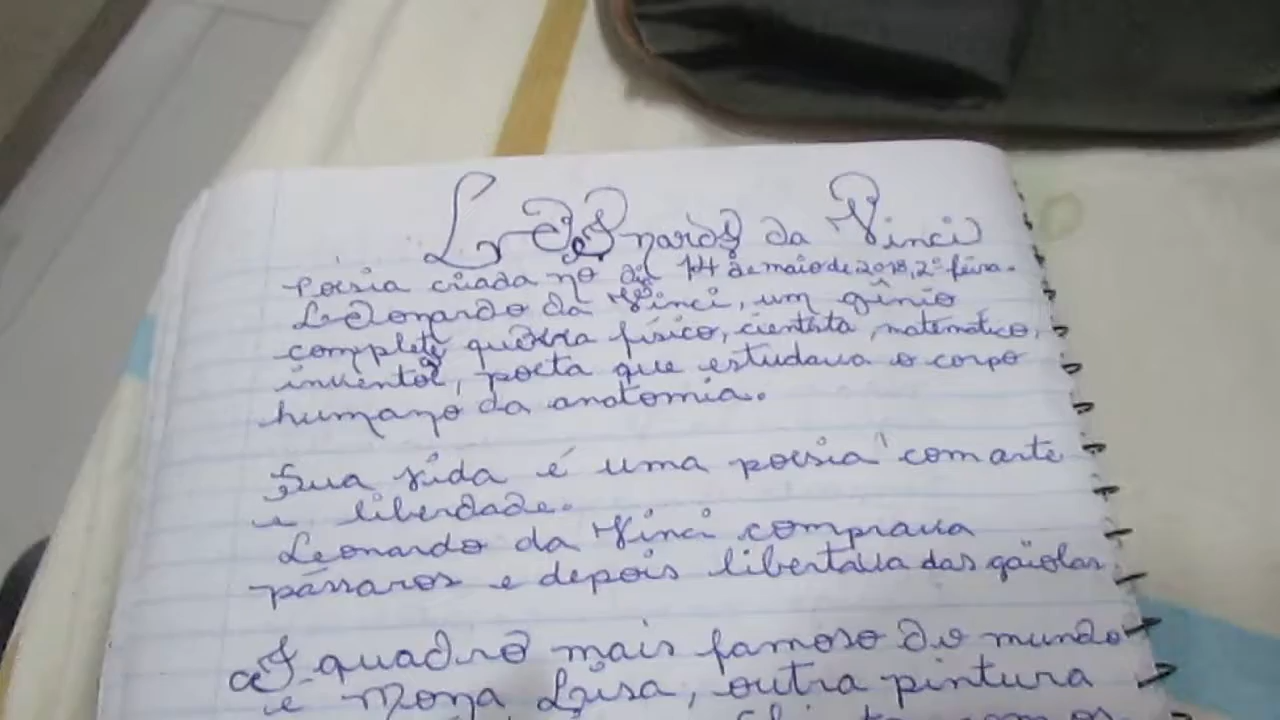 Leonardo da Vinci
Poesia criada no dia 14 de maio de 2018, 2ª feira.
Leonardo da Vinci, um gênio
completo que era físico, cientista, matemático,
inventor, poeta que estudava o corpo
humano da anatomia.
Sua vida é uma poesia com arte
e liberdade.
Leonardo da Vinci comprava
pássaros e depois libertava das gaiolas.
O quadro mais famoso do mundo
é Mona Lisa, outra pintura